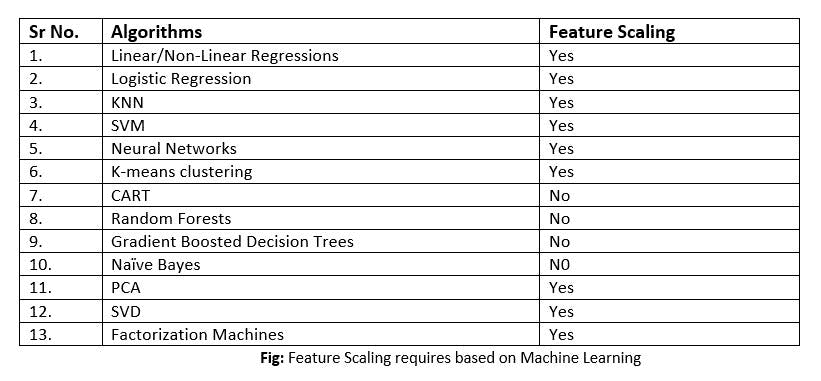 Sr No. Algorithms Feature Scaling
1. Linear/Non-Linear Regressions Yes
2. Logistic Regression Yes
3. KNN Yes
4. SVM Yes
5. Neural Networks Yes
6. K-means clustering Yes
7. CART No
8. Random Forests No
9. Gradient Boosted Decision Trees No
10. Naïve Bayes N0
11. PCA Yes
12. SVD Yes
13. Factorization Machines Yes
Fig: Feature Scaling requires based on Machine Learning